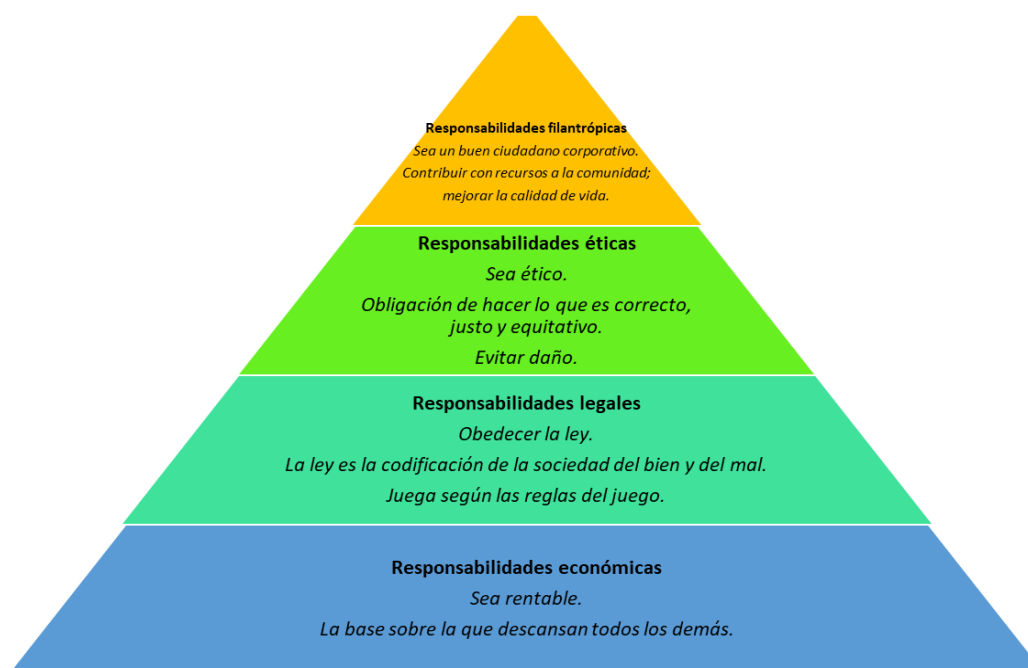 Responsabilidades filantrópicas
Sea un buen ciudadano corporativo.
Contribuir con recursos a la comunidad;
mejorar la calidad de vida.
Responsabilidades éticas
Sea ético.
Obligación de hacer lo que es correcto,
justo y equitativo.
Evitar daño.
Responsabilidades legales
Obedecer la ley.
La ley es la codificación de la sociedad del bien y del mal.
Juega según las reglas del juego.
Responsabilidades económicas
Sea rentable.
La base sobre la que descansan todos los demás.